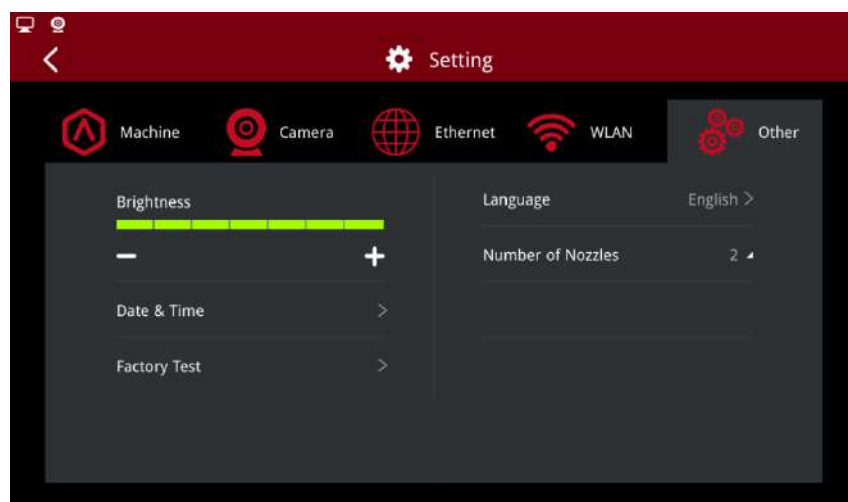 Setting
Machine
Camera
Ethernet
WLAN
Other
Brightness
Date & Time >
Factory Test >
Language English >
Number of Nozzles 2